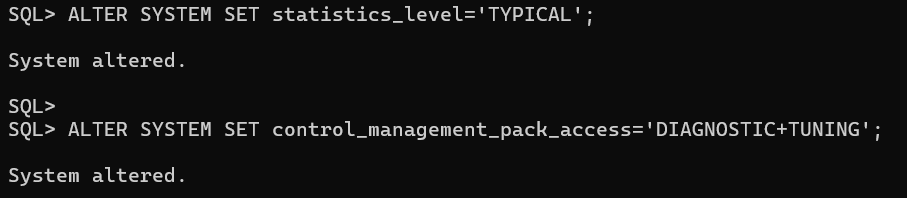 SQL> ALTER SYSTEM SET statistics_level='TYPICAL';
System altered.
SQL>
SQL> ALTER SYSTEM SET control_management_pack_access='DIAGNOSTIC+TUNING';
System altered.